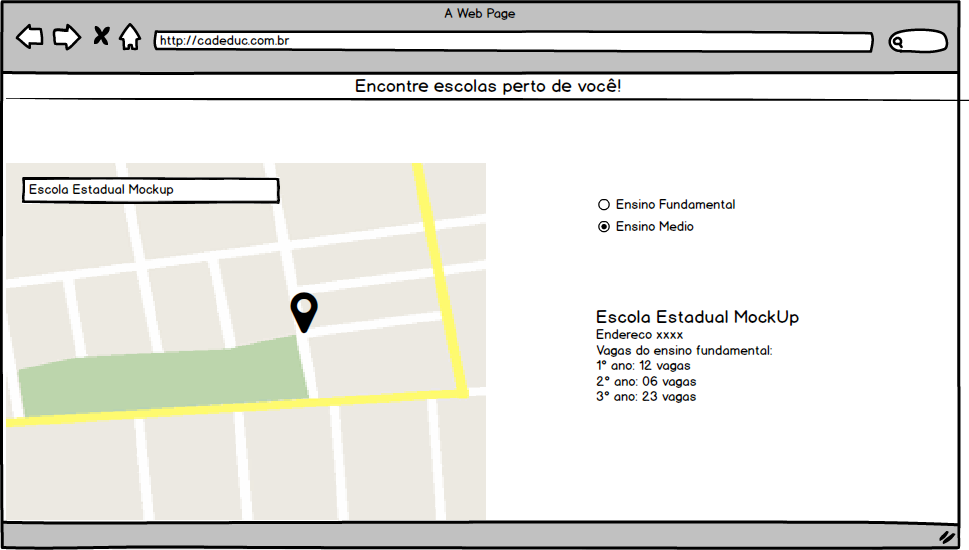 A Web Page
http://cadeduc.com.br
Encontre escolas perto de você!
Escola Estadual Mockup
Ensino Fundamental
Ensino Medio
Escola Estadual MockUp
Endereco xxxx
Vagas do ensino fundamental:
1° ano: 12 vagas
2° ano: 06 vagas
3° ano: 23 vagas